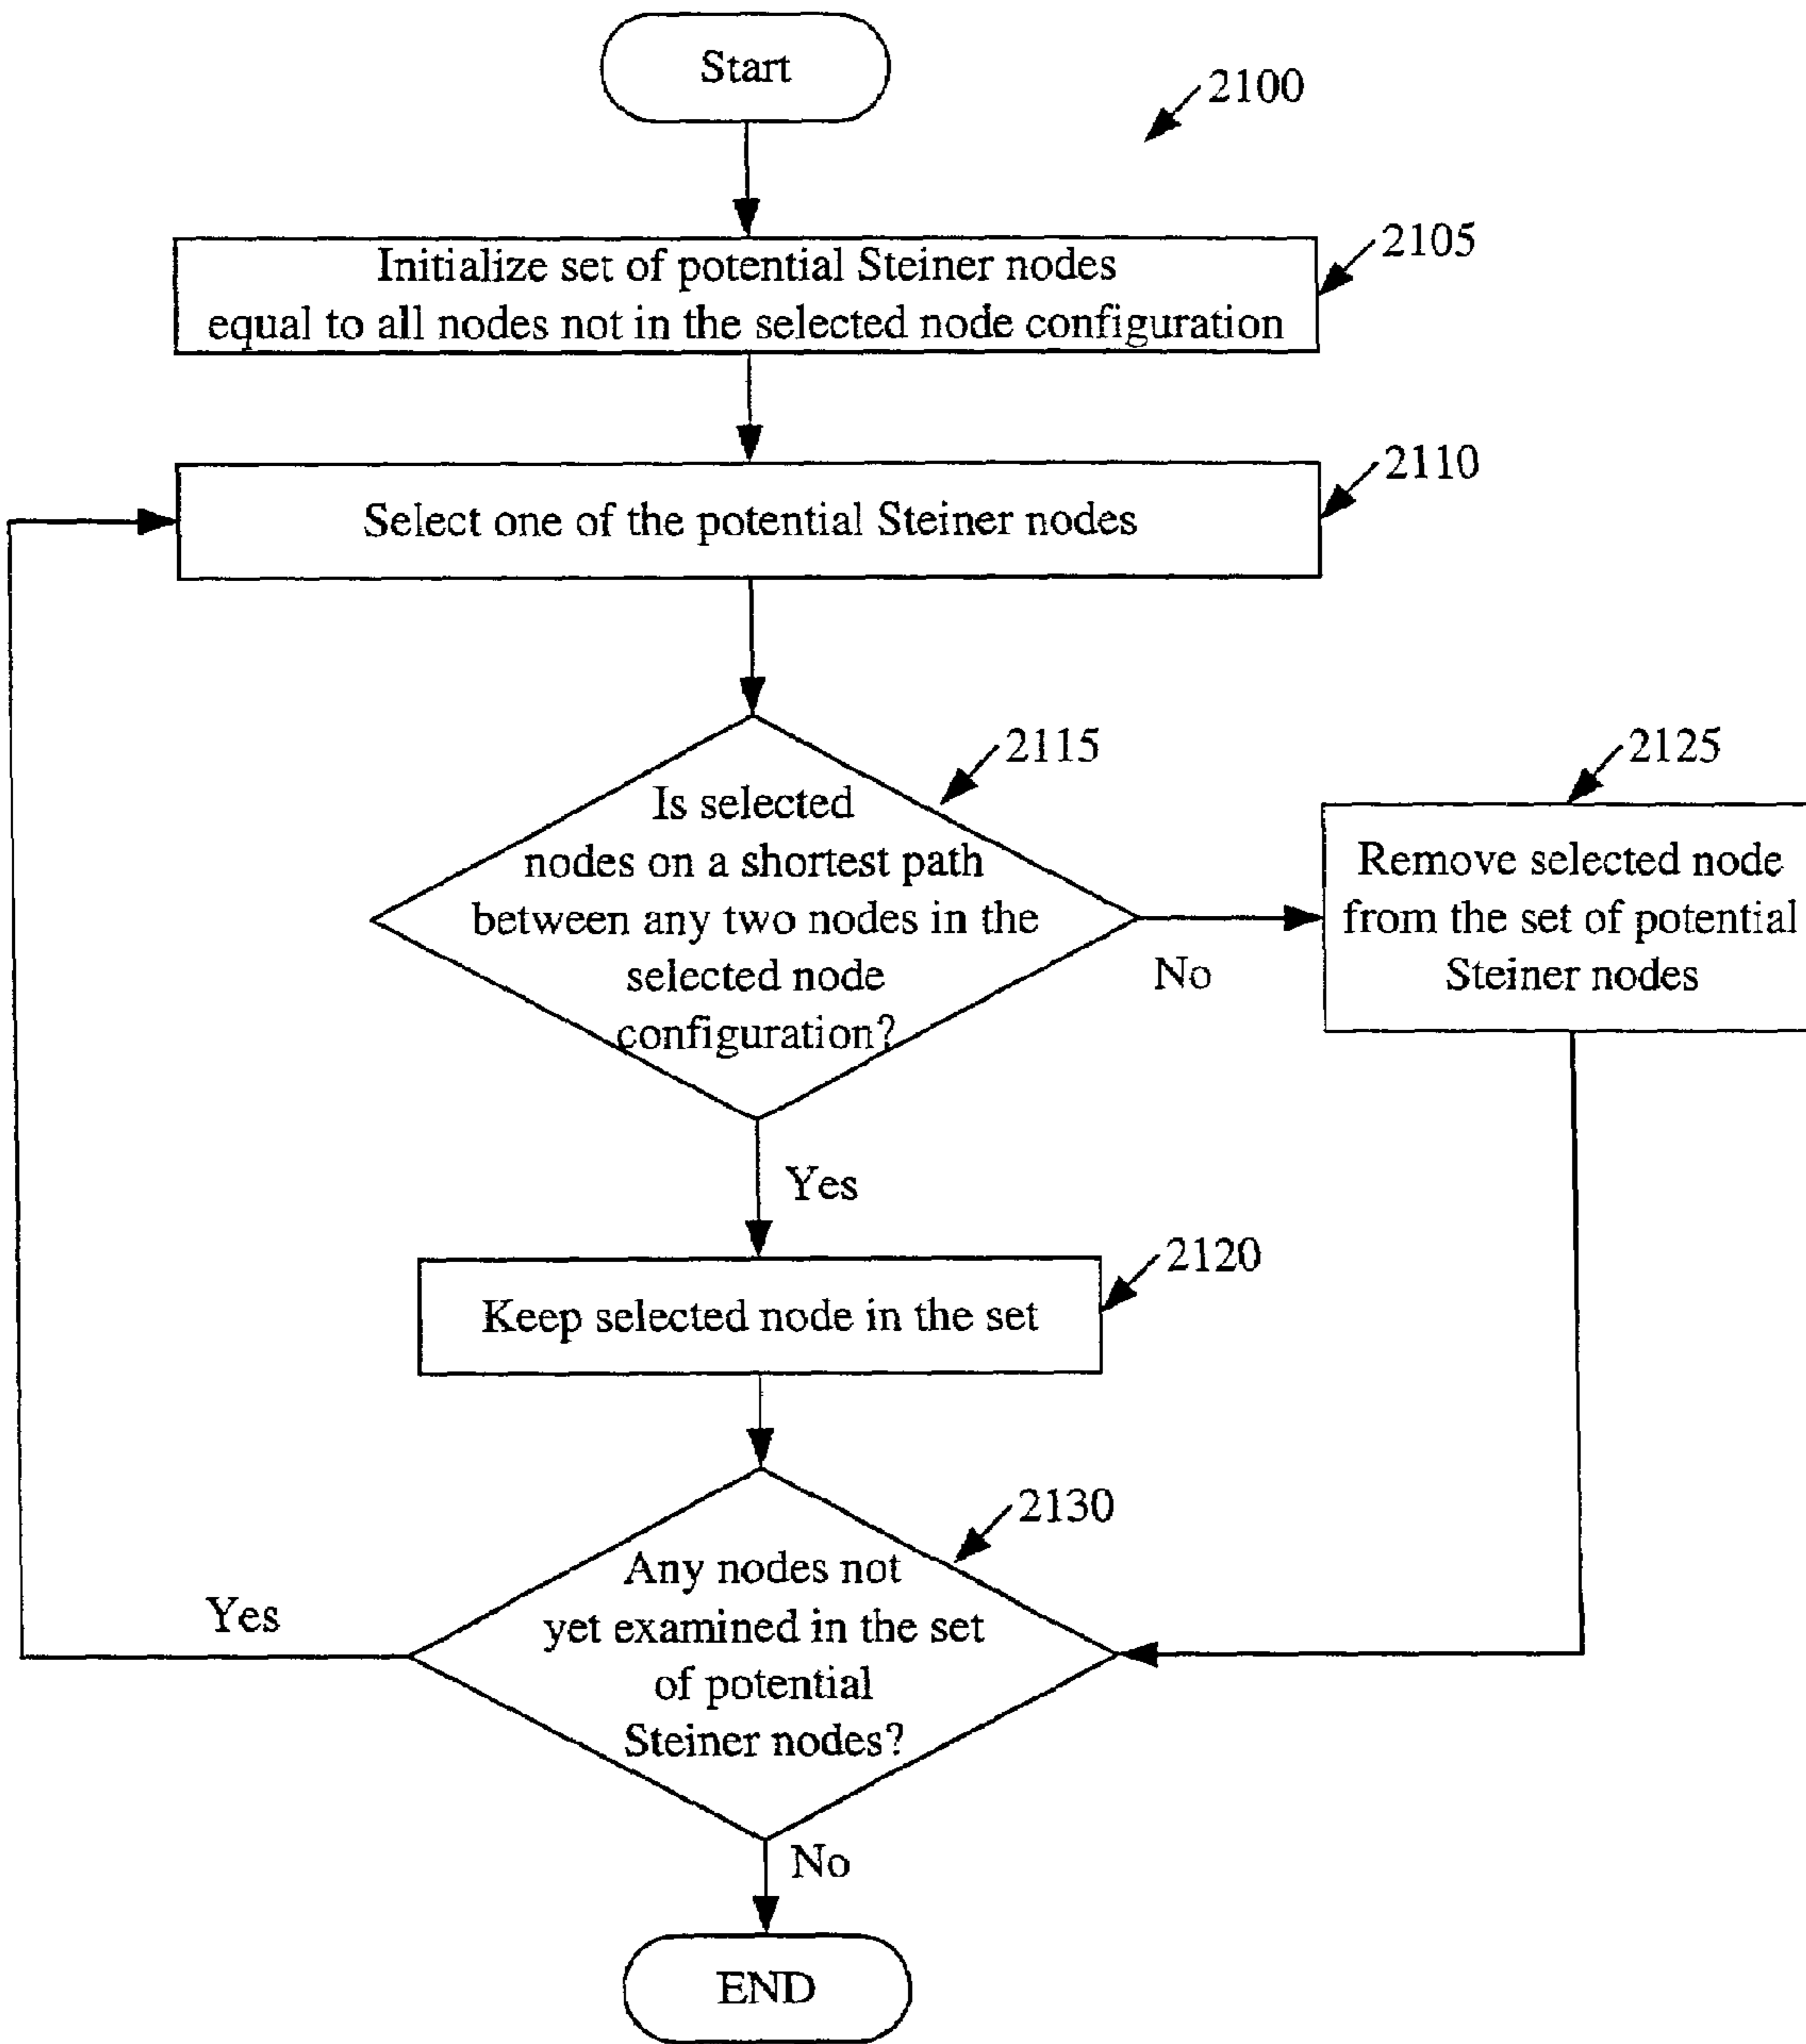 Start
2100
2105
Initialize set of potential Steiner nodes
equal to all nodes not in the selected node configuration
2110
Select one of the potential Steiner nodes
2115
Is selected
nodes on a shortest path
between any two nodes in the
selected node
configuration?
No
2125
Remove selected node
from the set of potential
Steiner nodes
Yes
2120
Keep selected node in the set
2130
Any nodes not
yet examined in the set
of potential
Steiner nodes?
Yes
No
END